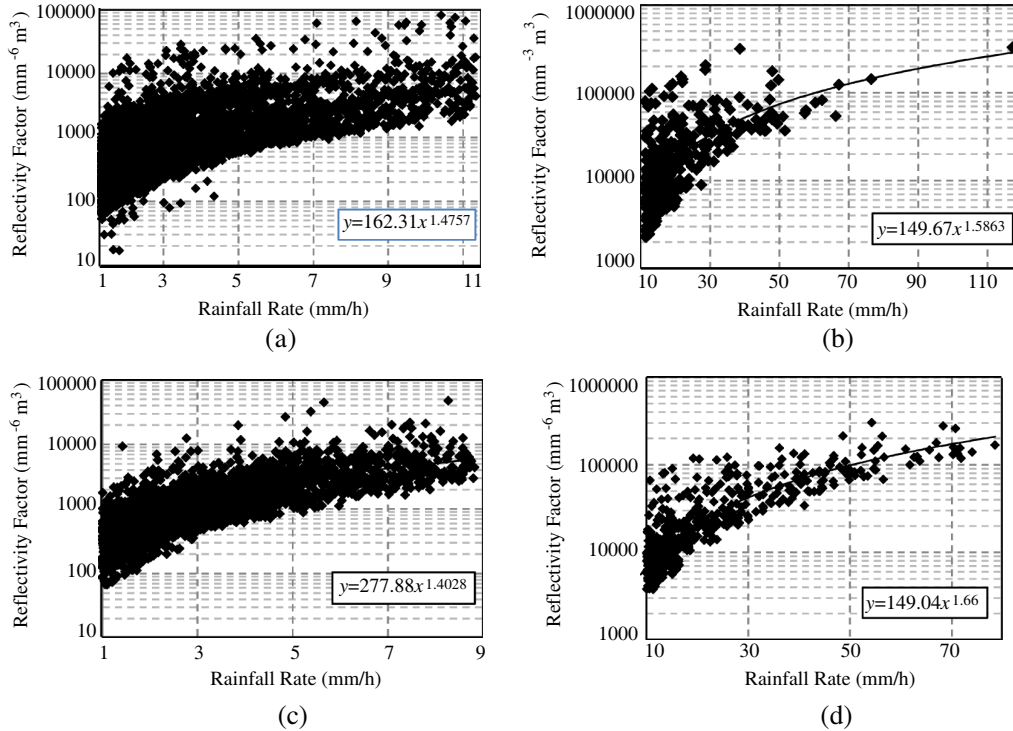 100000
10000
1000
100
10
Reflectivity Factor (mm⁻⁶ m³)
y=162.31x^1.4757
1 3 5 7 9 11
Rainfall Rate (mm/h)
(a)
1000000
100000
10000
1000
Reflectivity Factor (mm⁻³ m³)
y=149.67x^1.5863
10 30 50 70 90 110
Rainfall Rate (mm/h)
(b)
100000
10000
1000
100
10
Reflectivity Factor (mm⁻⁶ m³)
y=277.88x^1.4028
1 3 5 7 9
Rainfall Rate (mm/h)
(c)
1000000
100000
10000
1000
Reflectivity Factor (mm⁻⁶ m³)
y=149.04x^1.66
10 30 50 70
Rainfall Rate (mm/h)
(d)